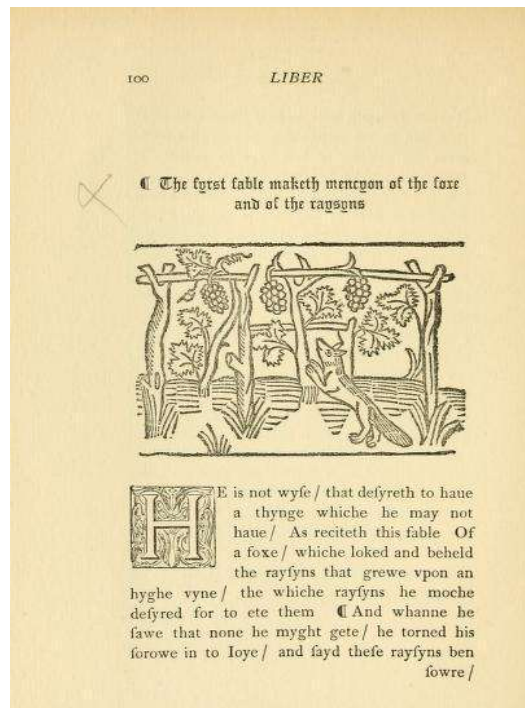 100 LIBER
¶ The fyrst fable maketh mencyon of the foxe
and of the raysyns
HE is not wyſe / that deſyreth to haue
a thynge whiche he may not
haue / As reciteth this fable Of
a foxe / whiche loked and beheld
the rayſyns that grewe vpon an
hyghe vyne / the whiche rayſyns he moche
deſyred for to ete them ¶ And whanne he
ſawe that none he myght gete / he torned his
ſorowe in to Ioye / and ſayd theſe rayſyns ben
ſowre /